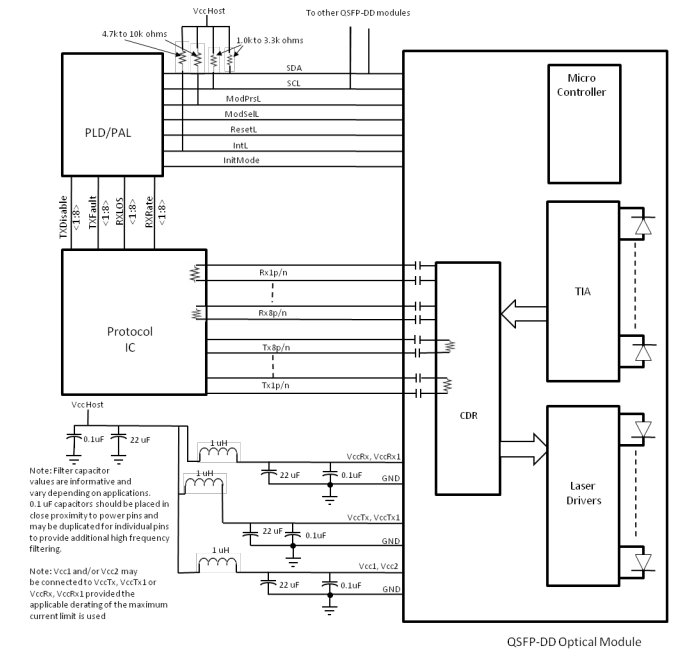 Vcc Host
To other QSFP-DD modules
4.7k to 10k ohms
1.0k to 3.3k ohms
SDA
SCL
ModPrsL
ModSelL
ResetL
IntL
InitMode
PLD/PAL
Micro
Controller
TXDisable
<1:8>
TXFault
<1:8>
RXLOS
<1:8>
RXRate
<1:8>
Protocol
IC
Rx1p/n
Rx8p/n
Tx8p/n
Tx1p/n
TIA
CDR
Laser
Drivers
Vcc Host
0.1uF
22 uF
1 uH
VccRx, VccRx1
22 uF
0.1uF
GND
1 uH
VccTx, VccTx1
22 uF
0.1uF
GND
1 uH
Vcc1, Vcc2
22 uF
0.1uF
GND
Note: Filter capacitor
values are informative and
vary depending on applications.
0.1 uF capacitors should be placed in
close proximity to power pins and
may be duplicated for individual pins
to provide additional high frequency
filtering.
Note: Vcc1 and/or Vcc2 may
be connected to VccTx, VccTx1 or
VccRx, VccRx1 provided the
applicable derating of the maximum
current limit is used
QSFP-DD Optical Module